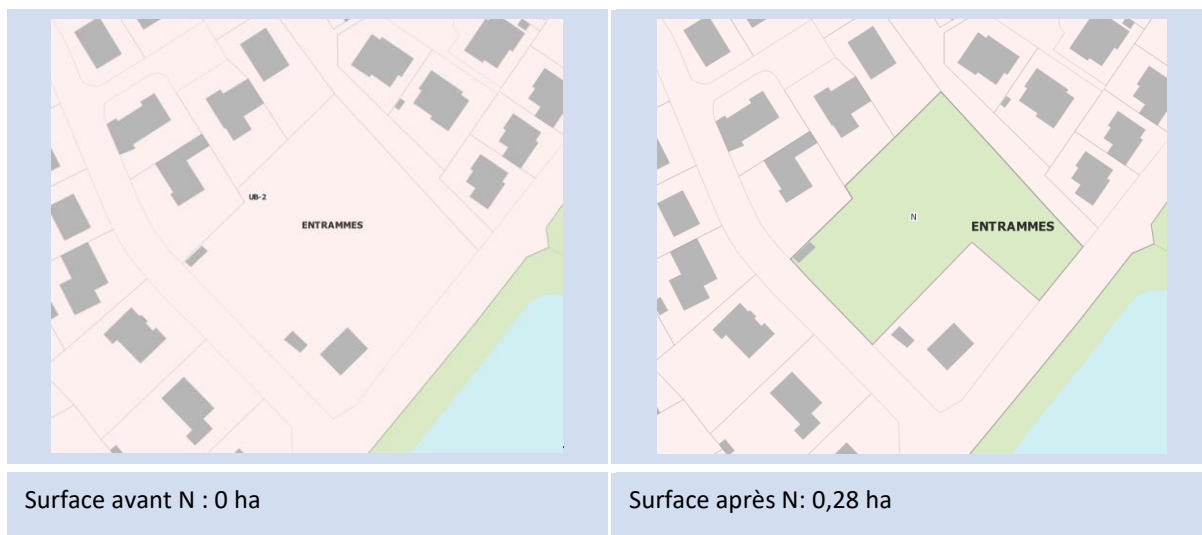 UB-2
ENTRAMMES
N
ENTRAMMES
Surface avant N : 0 ha
Surface après N: 0,28 ha